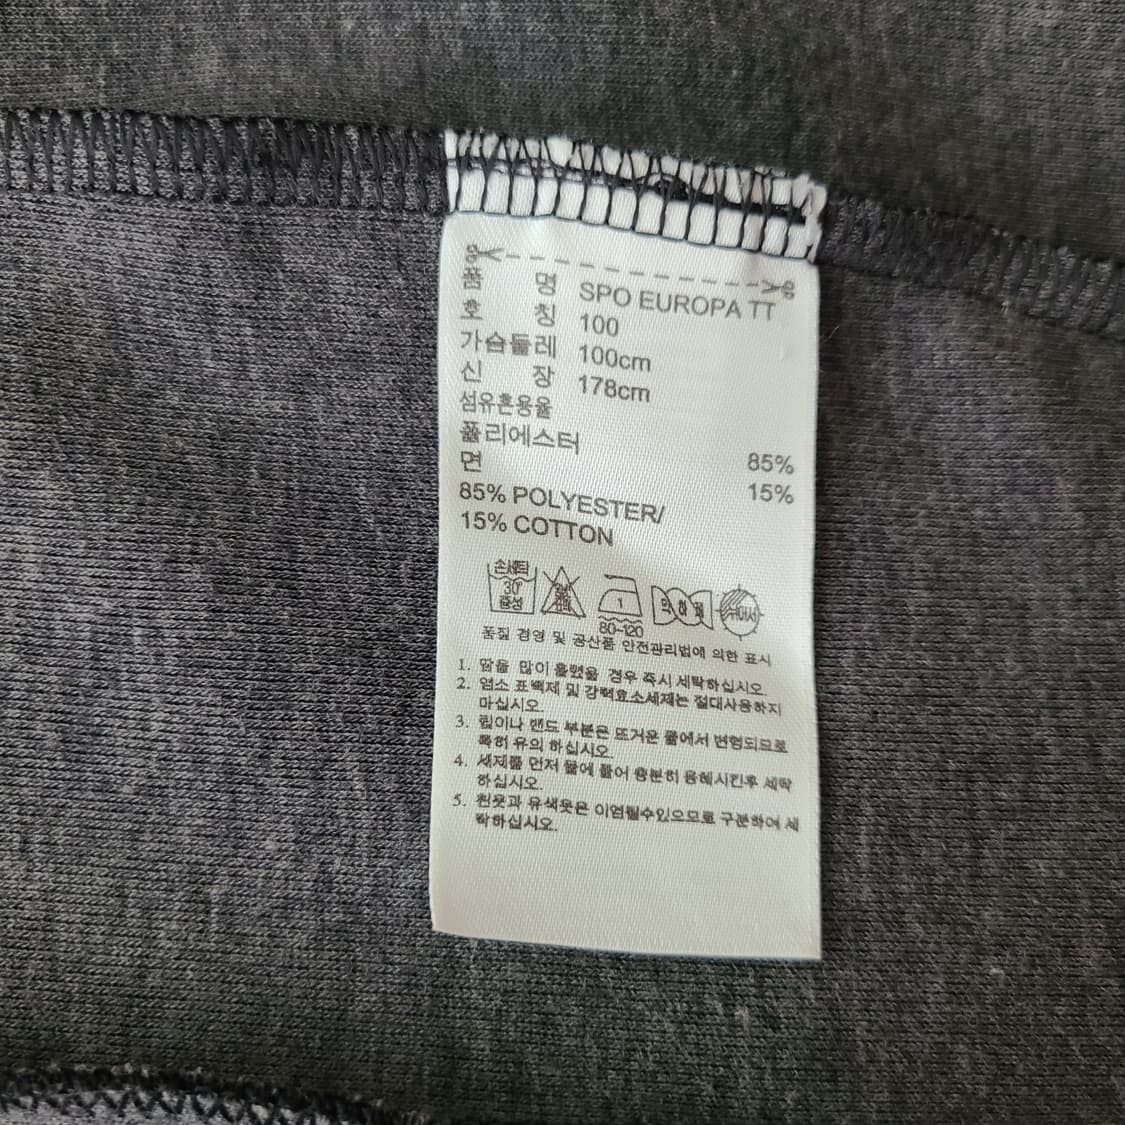 품 명 SPO EUROPA TT
호 칭 100
가슴둘레 100cm
신 장 178cm
섬유혼용율
폴리에스터 85%
면 15%
85% POLYESTER/
15% COTTON
손세탁
30°
중성
1
80-120
약하게
품질 경영 및 공산품 안전관리법에 의한 표시
1. 땀을 많이 흘렸을 경우 즉시 세탁하십시오.
2. 염소 표백제 및 강력효소세제는 절대사용하지
마십시오.
3. 립이나 밴드 부분은 뜨거운 물에서 변형되므로
특히 유의 하십시오.
4. 세제를 먼저 물에 풀어 충분히 용해시킨후 세탁
하십시오.
5. 흰옷과 유색옷은 이염될수있으므로 구분하여 세
탁하십시오.